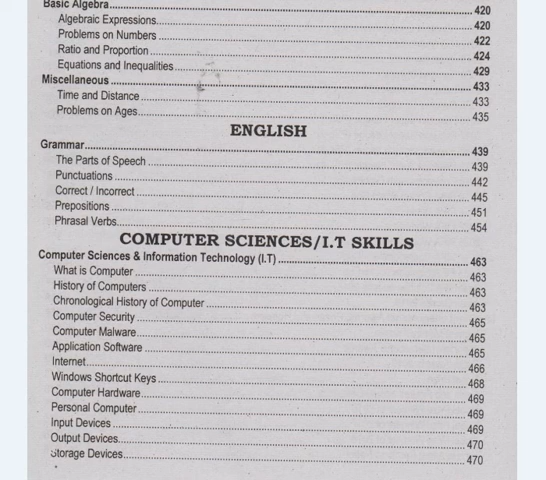 Basic Algebra 420
Algebraic Expressions 420
Problems on Numbers 422
Ratio and Proportion 424
Equations and Inequalities 429
Miscellaneous 433
Time and Distance 433
Problems on Ages 435
ENGLISH
Grammar 439
The Parts of Speech 439
Punctuations 442
Correct / Incorrect 445
Prepositions 451
Phrasal Verbs 454
COMPUTER SCIENCES/I.T SKILLS
Computer Sciences & Information Technology (I.T) 463
What is Computer 463
History of Computers 463
Chronological History of Computer 463
Computer Security 465
Computer Malware 465
Application Software 465
Internet 466
Windows Shortcut Keys 468
Computer Hardware 469
Personal Computer 469
Input Devices 469
Output Devices 470
Storage Devices 470